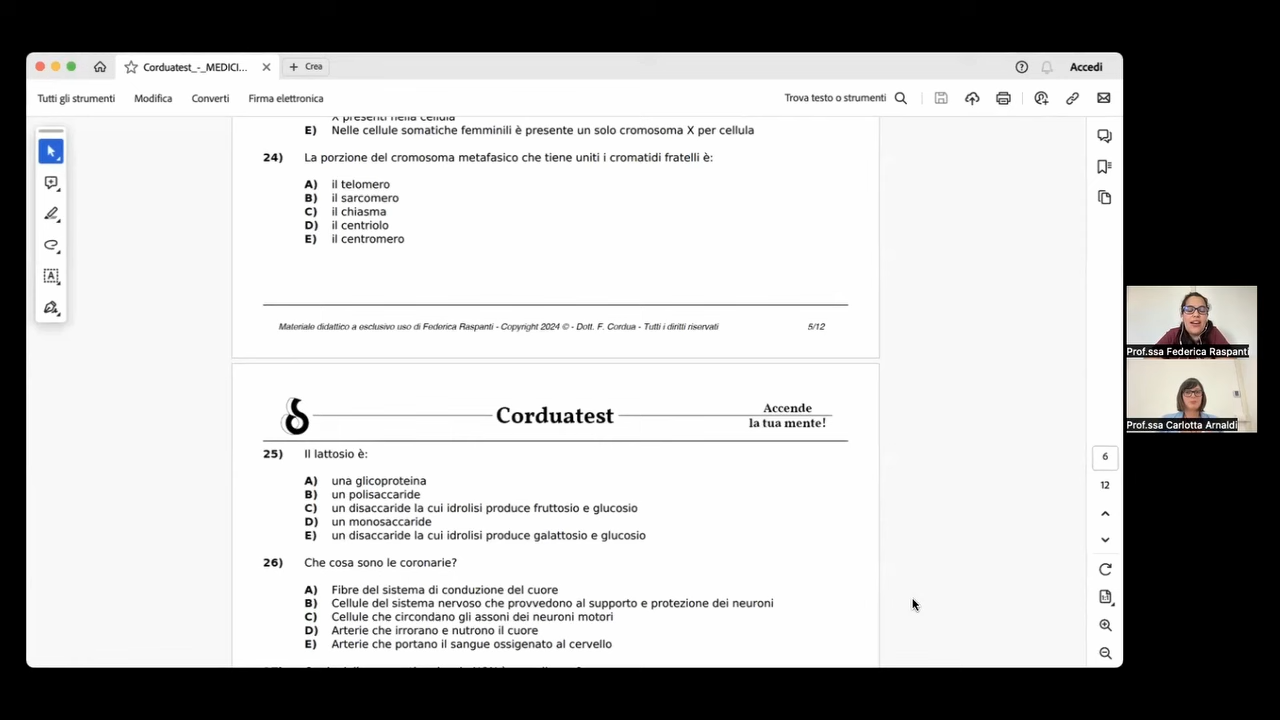 Corduatest_-_MEDICI...
Crea
Accedi
Tutti gli strumenti
Modifica
Converti
Firma elettronica
Trova testo o strumenti
X presenti nella cellula
E) Nelle cellule somatiche femminili è presente un solo cromosoma X per cellula
24) La porzione del cromosoma metafasico che tiene uniti i cromatidi fratelli è:
A) il telomero
B) il sarcomero
C) il chiasma
D) il centriolo
E) il centromero
Materiale didattico a esclusivo uso di Federica Raspanti - Copyright 2024 © - Dott. F. Cordua - Tutti i diritti riservati
5/12
Corduatest
Accende
la tua mente!
25) Il lattosio è:
A) una glicoproteina
B) un polisaccaride
C) un disaccaride la cui idrolisi produce fruttosio e glucosio
D) un monosaccaride
E) un disaccaride la cui idrolisi produce galattosio e glucosio
26) Che cosa sono le coronarie?
A) Fibre del sistema di conduzione del cuore
B) Cellule del sistema nervoso che provvedono al supporto e protezione dei neuroni
C) Cellule che circondano gli assoni dei neuroni motori
D) Arterie che irrorano e nutrono il cuore
E) Arterie che portano il sangue ossigenato al cervello
6
12
Prof.ssa Federica Raspanti
Prof.ssa Carlotta Arnaldi